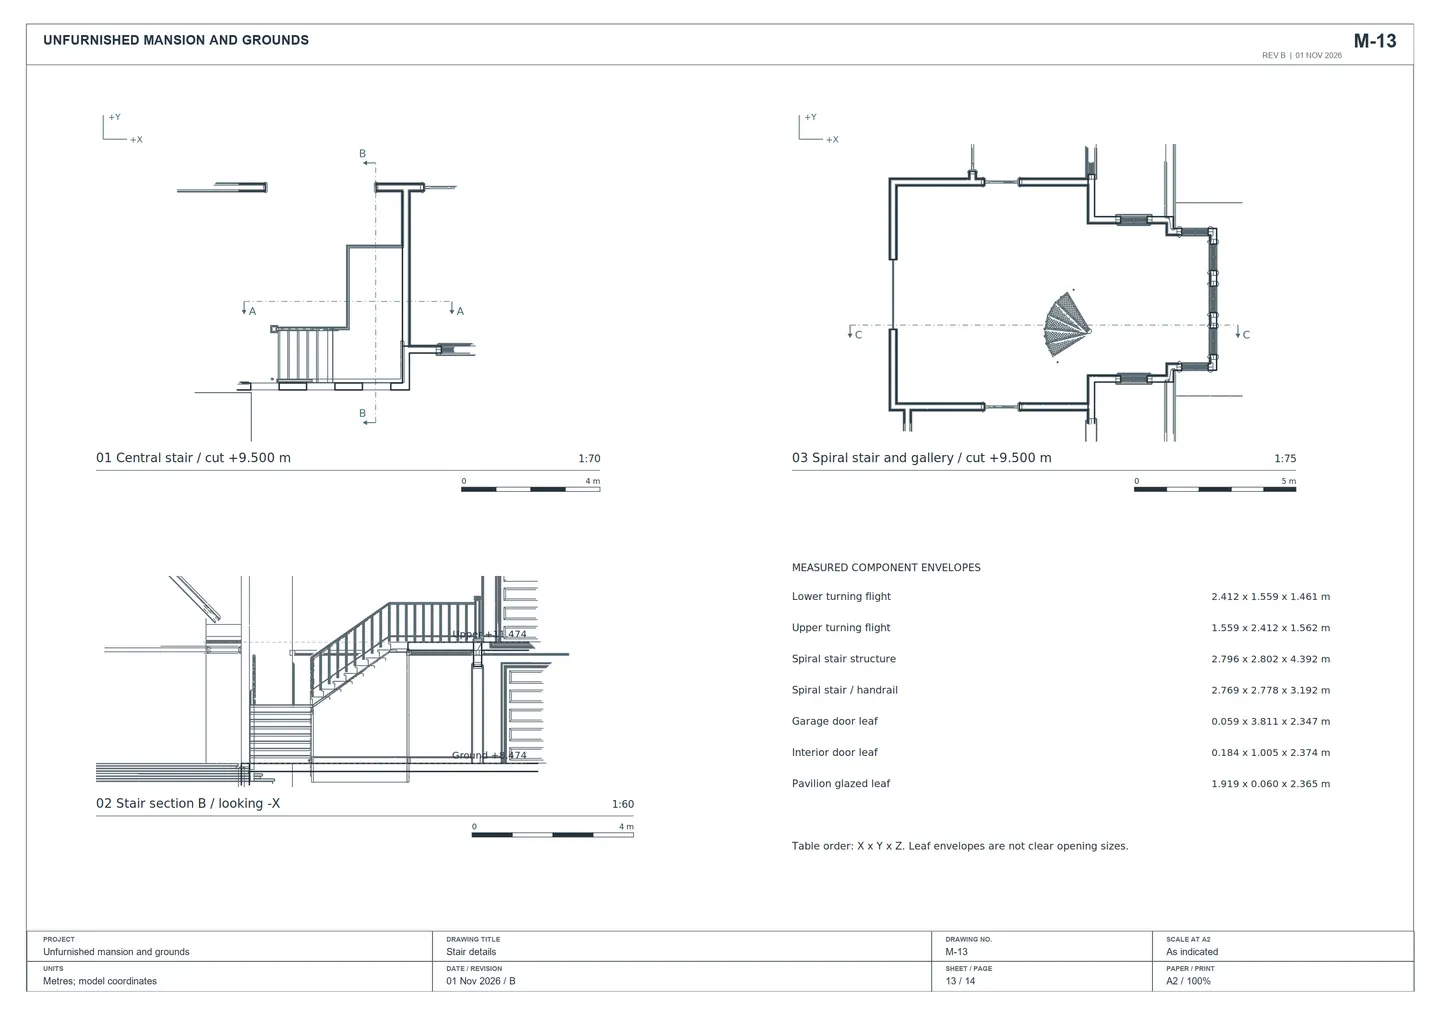 UNFURNISHED MANSION AND GROUNDS
M-13
REV B | 01 NOV 2026
+Y
+X
B
A
A
B
01 Central stair / cut +9.500 m
1:70
0
4 m
+Y
+X
C
C
03 Spiral stair and gallery / cut +9.500 m
1:75
0
5 m
Upper +11.474
Ground +8.474
02 Stair section B / looking -X
1:60
0
4 m
MEASURED COMPONENT ENVELOPES
Lower turning flight 2.412 x 1.559 x 1.461 m
Upper turning flight 1.559 x 2.412 x 1.562 m
Spiral stair structure 2.796 x 2.802 x 4.392 m
Spiral stair / handrail 2.769 x 2.778 x 3.192 m
Garage door leaf 0.059 x 3.811 x 2.347 m
Interior door leaf 0.184 x 1.005 x 2.374 m
Pavilion glazed leaf 1.919 x 0.060 x 2.365 m
Table order: X x Y x Z. Leaf envelopes are not clear opening sizes.
PROJECT
Unfurnished mansion and grounds
DRAWING TITLE
Stair details
DRAWING NO.
M-13
SCALE AT A2
As indicated
UNITS
Metres; model coordinates
DATE / REVISION
01 Nov 2026 / B
SHEET / PAGE
13 / 14
PAPER / PRINT
A2 / 100%